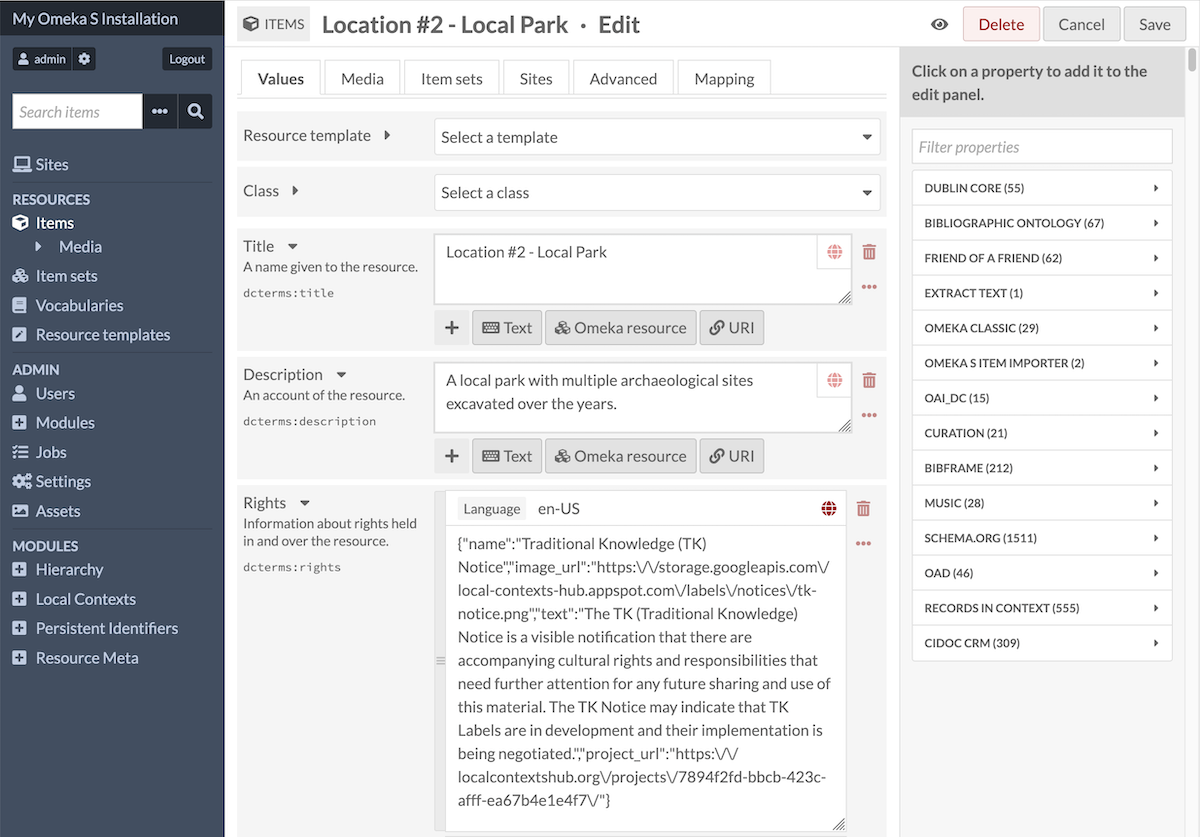 My Omeka S Installation
admin
Logout
Search items
Sites
RESOURCES
Items
Media
Item sets
Vocabularies
Resource templates
ADMIN
Users
Modules
Jobs
Settings
Assets
MODULES
Hierarchy
Local Contexts
Persistent Identifiers
Resource Meta
ITEMS
Location #2 - Local Park · Edit
Delete
Cancel
Save
Values
Media
Item sets
Sites
Advanced
Mapping
Resource template
Select a template
Class
Select a class
Title
A name given to the resource.
dcterms:title
Location #2 - Local Park
Text
Omeka resource
URI
Description
An account of the resource.
dcterms:description
A local park with multiple archaeological sites
excavated over the years.
Text
Omeka resource
URI
Rights
Information about rights held
in and over the resource.
dcterms:rights
Language en-US
{"name":"Traditional Knowledge (TK)
Notice","image_url":"https:\/\/storage.googleapis.com\/
local-contexts-hub.appspot.com\/labels\/notices\/tk-
notice.png","text":"The TK (Traditional Knowledge)
Notice is a visible notification that there are
accompanying cultural rights and responsibilities that
need further attention for any future sharing and use of
this material. The TK Notice may indicate that TK
Labels are in development and their implementation is
being negotiated.","project_url":"https:\/\/
localcontextshub.org\/projects\/7894f2fd-bbcb-423c-
afff-ea67b4e1e4f7\/"}
Click on a property to add it to the
edit panel.
Filter properties
DUBLIN CORE (55)
BIBLIOGRAPHIC ONTOLOGY (67)
FRIEND OF A FRIEND (62)
EXTRACT TEXT (1)
OMEKA CLASSIC (29)
OMEKA S ITEM IMPORTER (2)
OAI_DC (15)
CURATION (21)
BIBFRAME (212)
MUSIC (28)
SCHEMA.ORG (1511)
OAD (46)
RECORDS IN CONTEXT (555)
CIDOC CRM (309)